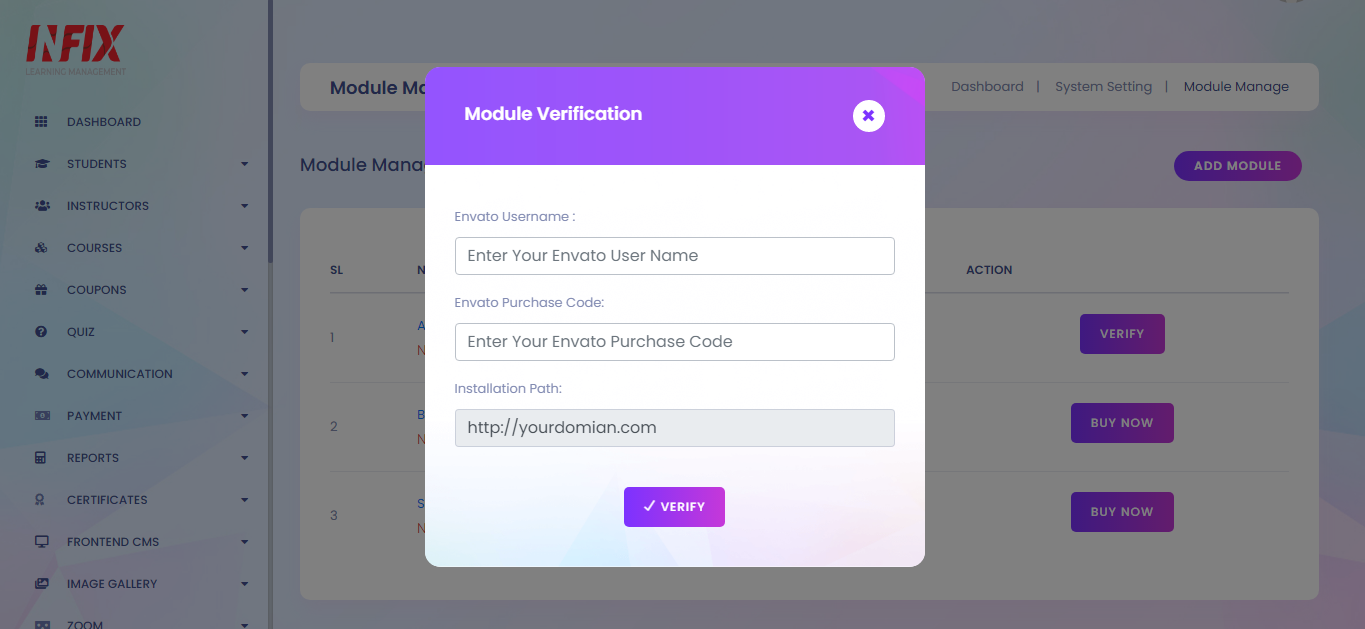 INFIX
LEARNING MANAGEMENT
DASHBOARD
STUDENTS
INSTRUCTORS
COURSES
COUPONS
QUIZ
COMMUNICATION
PAYMENT
REPORTS
CERTIFICATES
FRONTEND CMS
IMAGE GALLERY
ZOOM
Module Ma
Dashboard | System Setting | Module Manage
Module Mana
ADD MODULE
SL N ACTION
1 A VERIFY
N
2 B BUY NOW
N
3 S BUY NOW
N
Module Verification
Envato Username :
Enter Your Envato User Name
Envato Purchase Code:
Enter Your Envato Purchase Code
Installation Path:
http://yourdomian.com
✓ VERIFY